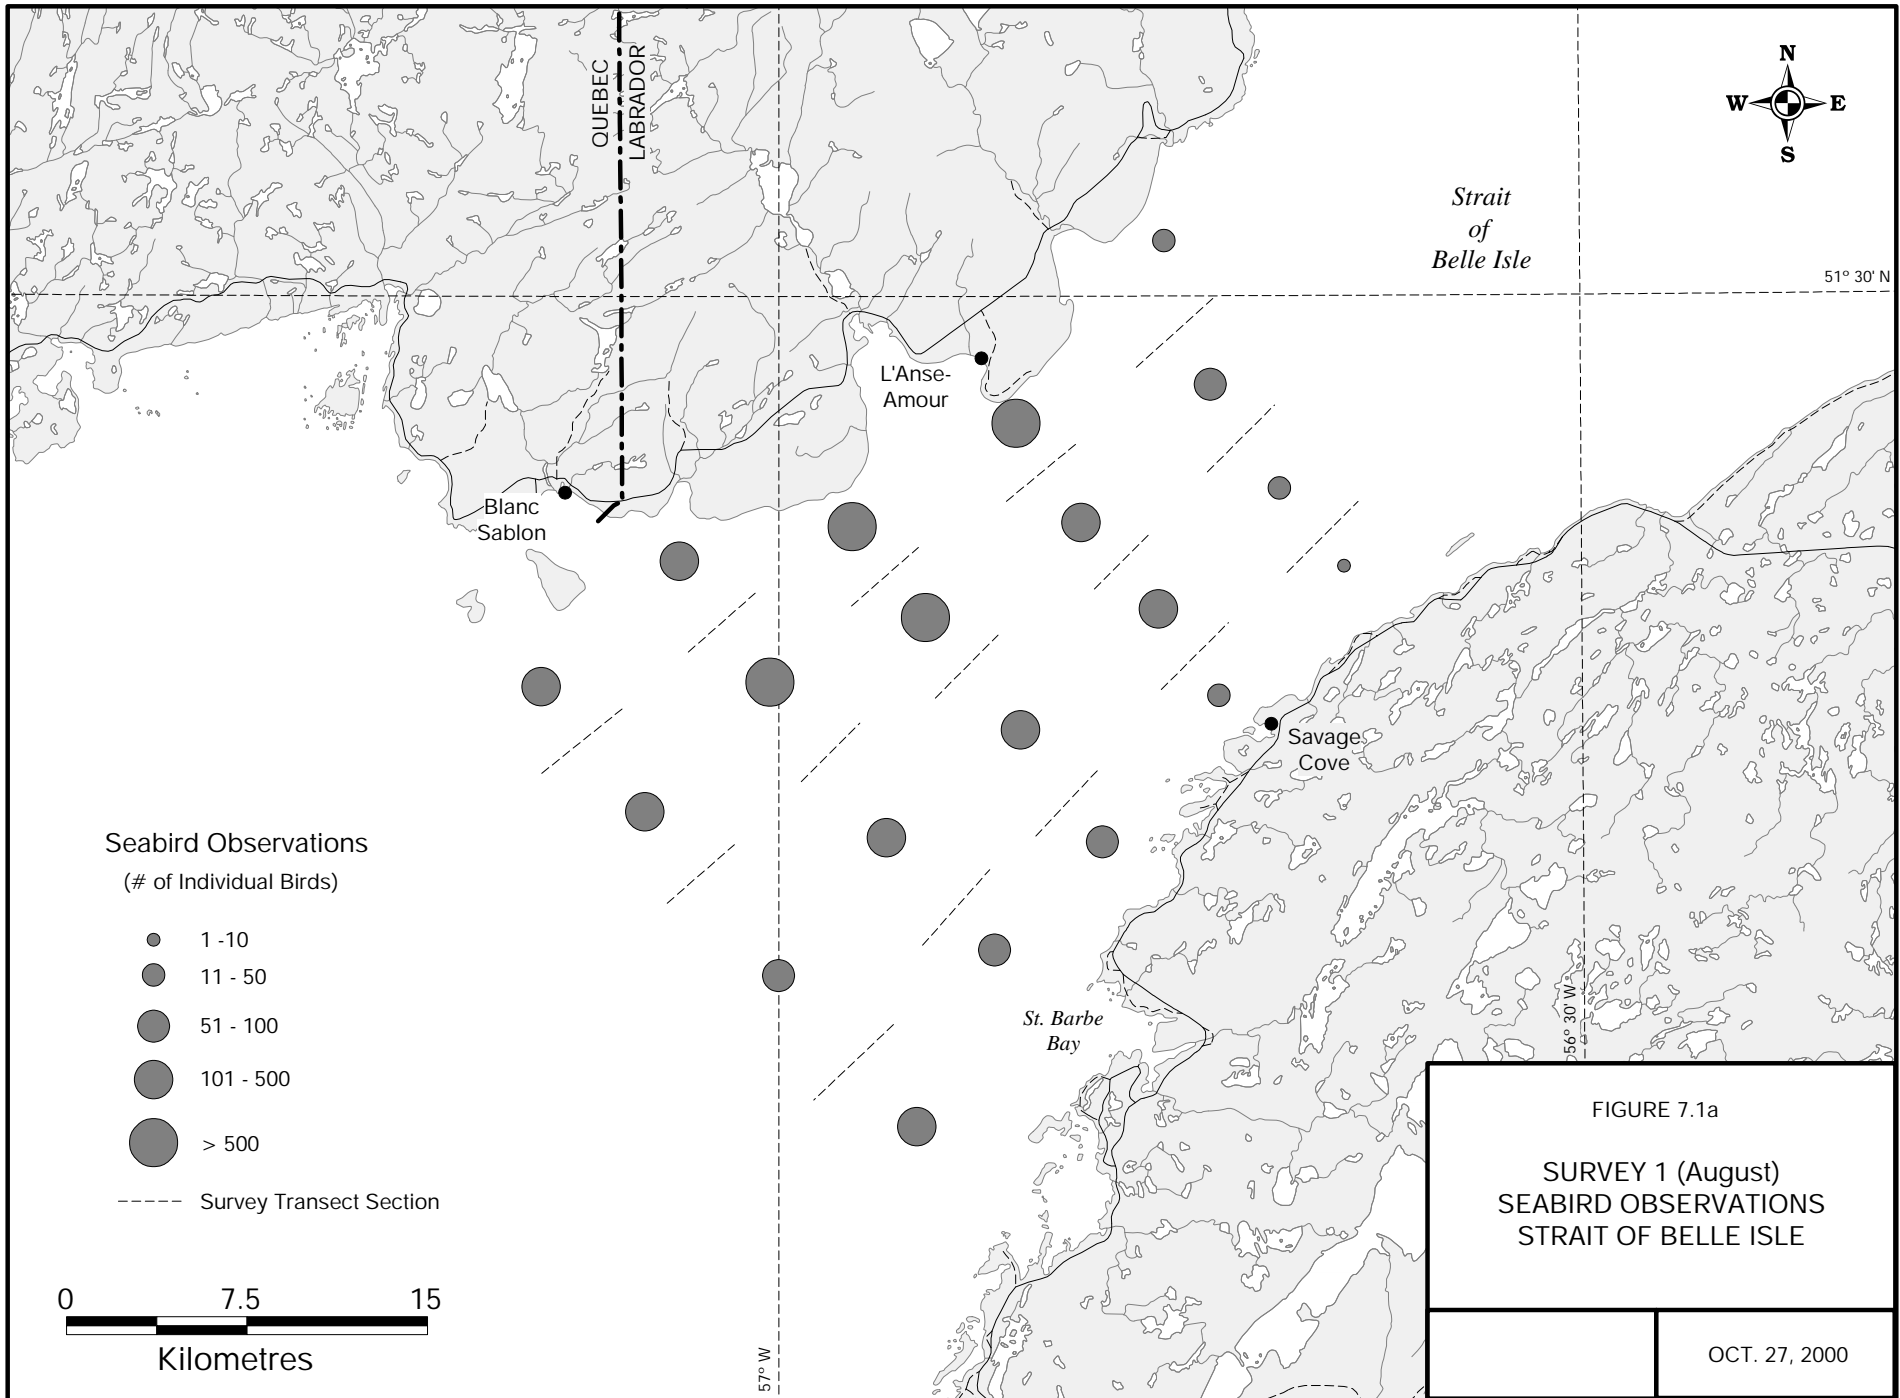 QUEBEC
LABRADOR
N
W E
S
Strait
of
Belle Isle
51° 30' N
L'Anse-
Amour
Blanc
Sablon
Savage
Cove
St. Barbe
Bay
56° 30' W
57° W
Seabird Observations
(# of Individual Birds)
1 -10
11 - 50
51 - 100
101 - 500
> 500
Survey Transect Section
0 7.5 15
Kilometres
FIGURE 7.1a
SURVEY 1 (August)
SEABIRD OBSERVATIONS
STRAIT OF BELLE ISLE
OCT. 27, 2000